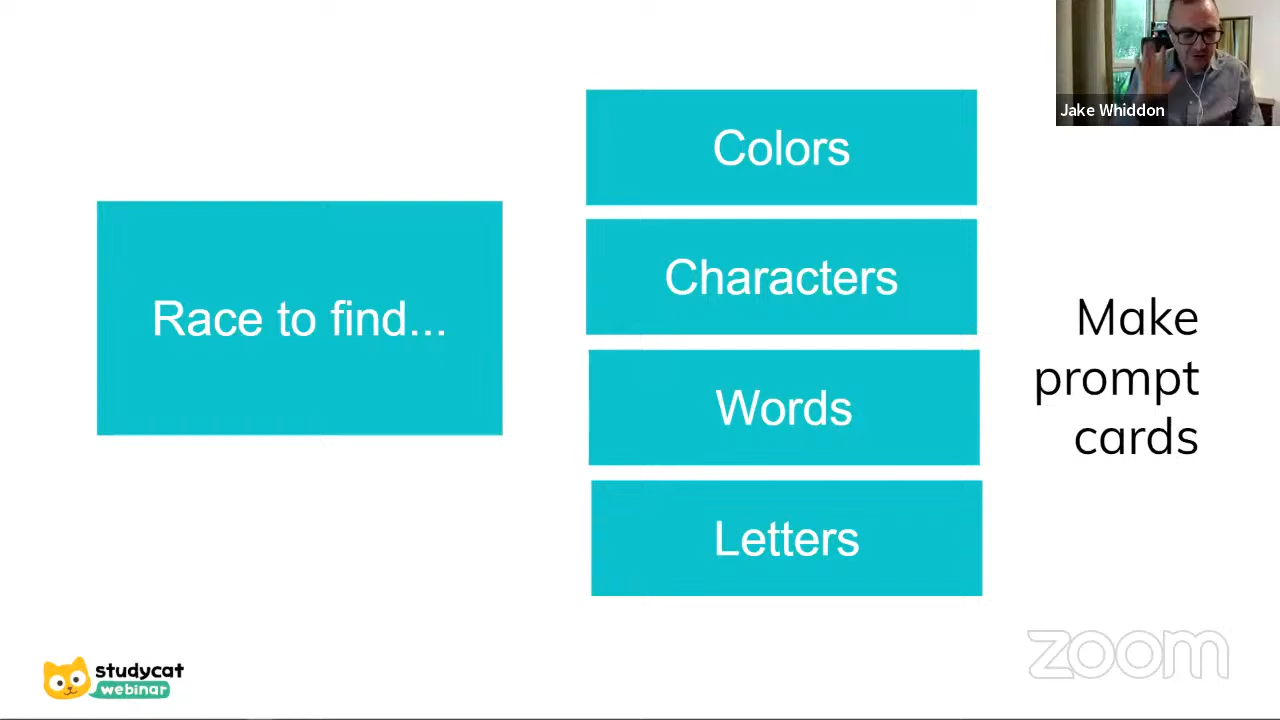 Jake Whiddon
Colors
Race to find...
Characters
Words
Letters
Make
prompt
cards
studycat
webinar
zoom